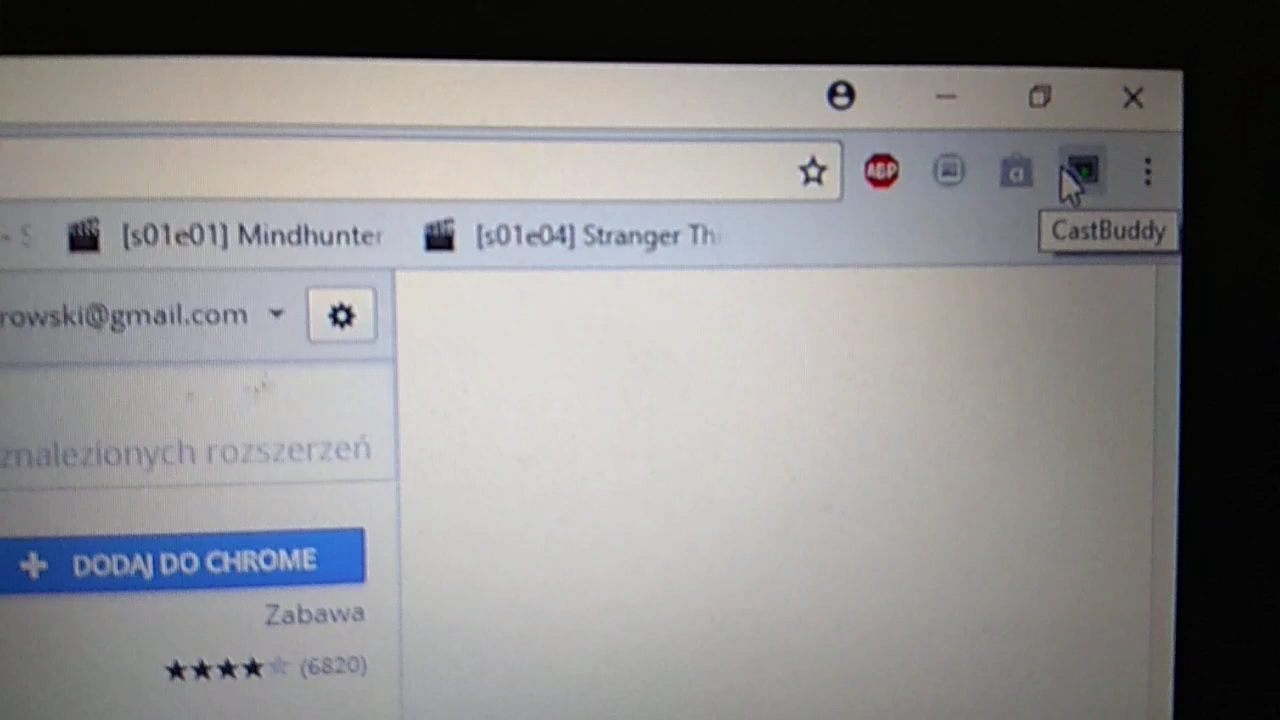 ABP
a
- S [s01e01] Mindhunter [s01e04] Stranger Th
CastBuddy
rowski@gmail.com
znalezionych rozszerzeń
DODAJ DO CHROME
Zabawa
(6820)